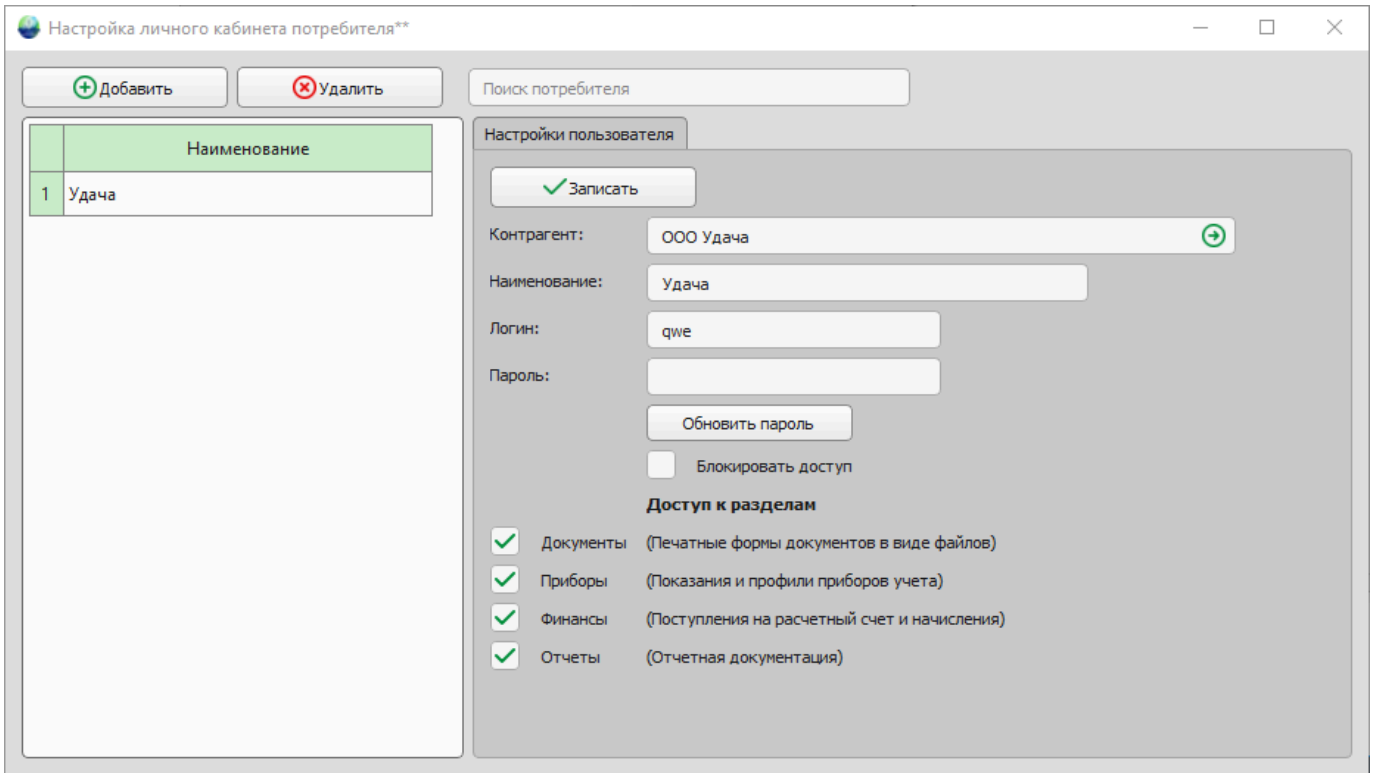 Настройка личного кабинета потребителя**
Добавить
Удалить
Поиск потребителя
Наименование
1 Удача
Настройки пользователя
Записать
Контрагент: ООО Удача
Наименование: Удача
Логин: qwe
Пароль:
Обновить пароль
Блокировать доступ
Доступ к разделам
Документы (Печатные формы документов в виде файлов)
Приборы (Показания и профили приборов учета)
Финансы (Поступления на расчетный счет и начисления)
Отчеты (Отчетная документация)